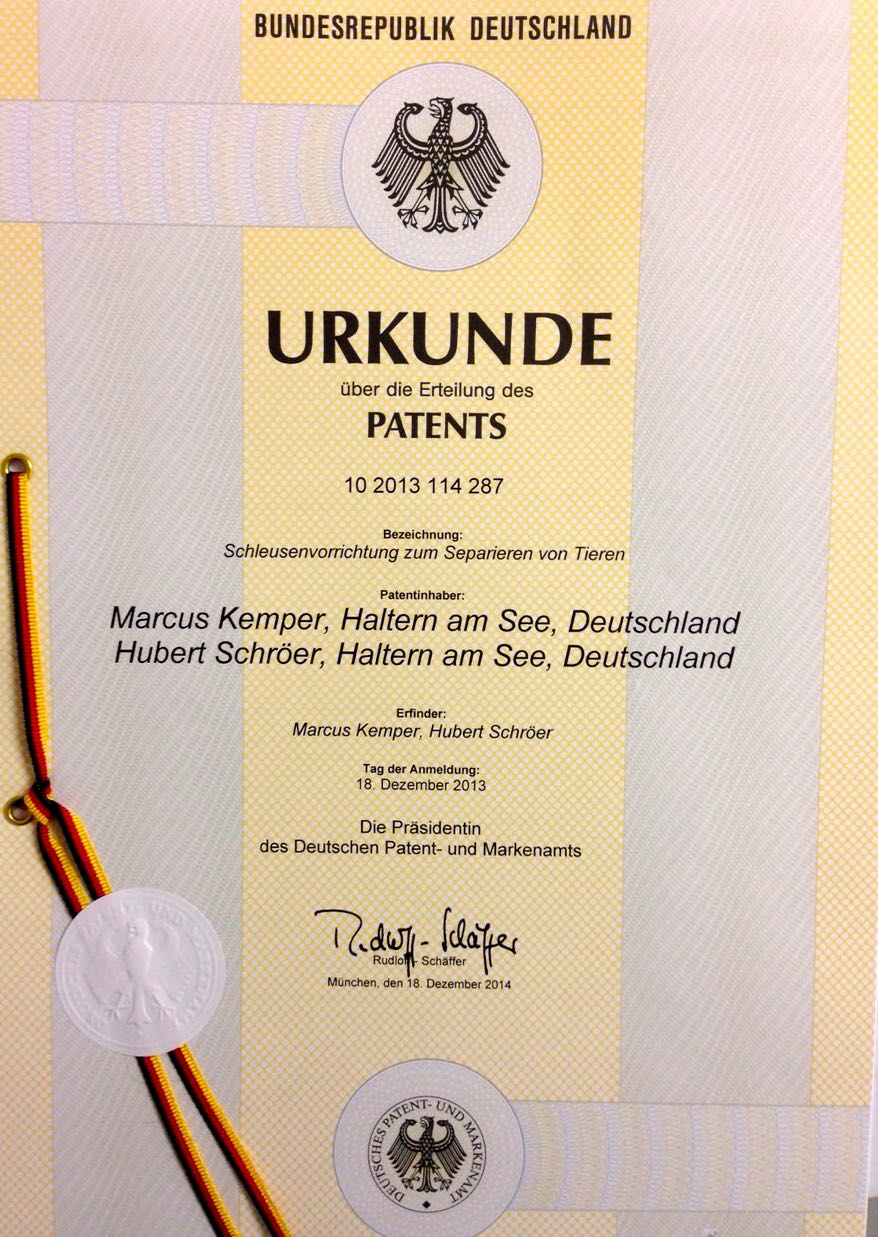 BUNDESREPUBLIK DEUTSCHLAND
URKUNDE
über die Erteilung des
PATENTS
10 2013 114 287
Bezeichnung:
Schleusenvorrichtung zum Separieren von Tieren
Patentinhaber:
Marcus Kemper, Haltern am See, Deutschland
Hubert Schröer, Haltern am See, Deutschland
Erfinder:
Marcus Kemper, Hubert Schröer
Tag der Anmeldung:
18. Dezember 2013
Die Präsidentin
des Deutschen Patent- und Markenamts
Rudloff-Schäffer
Rudloff - Schäffer
München, den 18. Dezember 2014
UND
DEUTSCHES PATENT- UND MARKENAMT